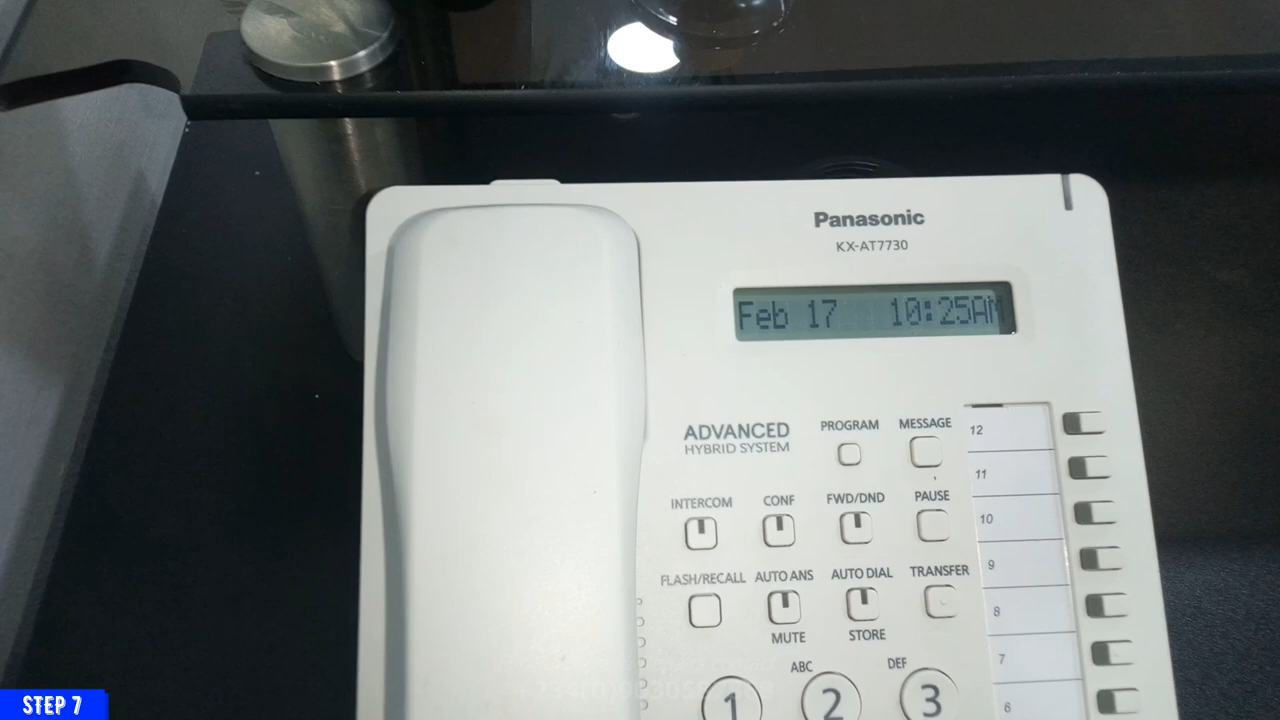 Panasonic
KX-AT7730
Feb 17 10:25AM
ADVANCED
HYBRID SYSTEM
PROGRAM
MESSAGE
12
11
INTERCOM
CONF
FWD/DND
PAUSE
10
9
FLASH/RECALL
AUTO ANS
AUTO DIAL
TRANSFER
8
MUTE
STORE
7
ABC
DEF
1
2
3
6
STEP 7